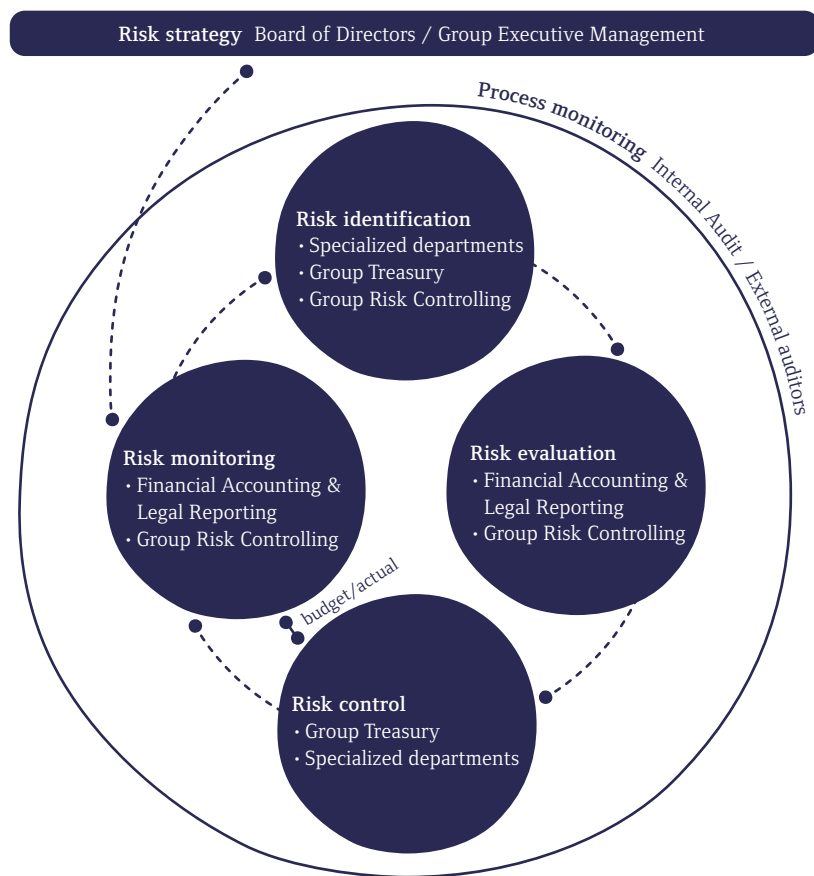 Risk strategy Board of Directors / Group Executive Management
Process monitoring Internal Audit / External auditors
Risk identification
· Specialized departments
· Group Treasury
· Group Risk Controlling
Risk monitoring
· Financial Accounting &
Legal Reporting
· Group Risk Controlling
Risk evaluation
· Financial Accounting &
Legal Reporting
· Group Risk Controlling
budget/actual
Risk control
· Group Treasury
· Specialized departments